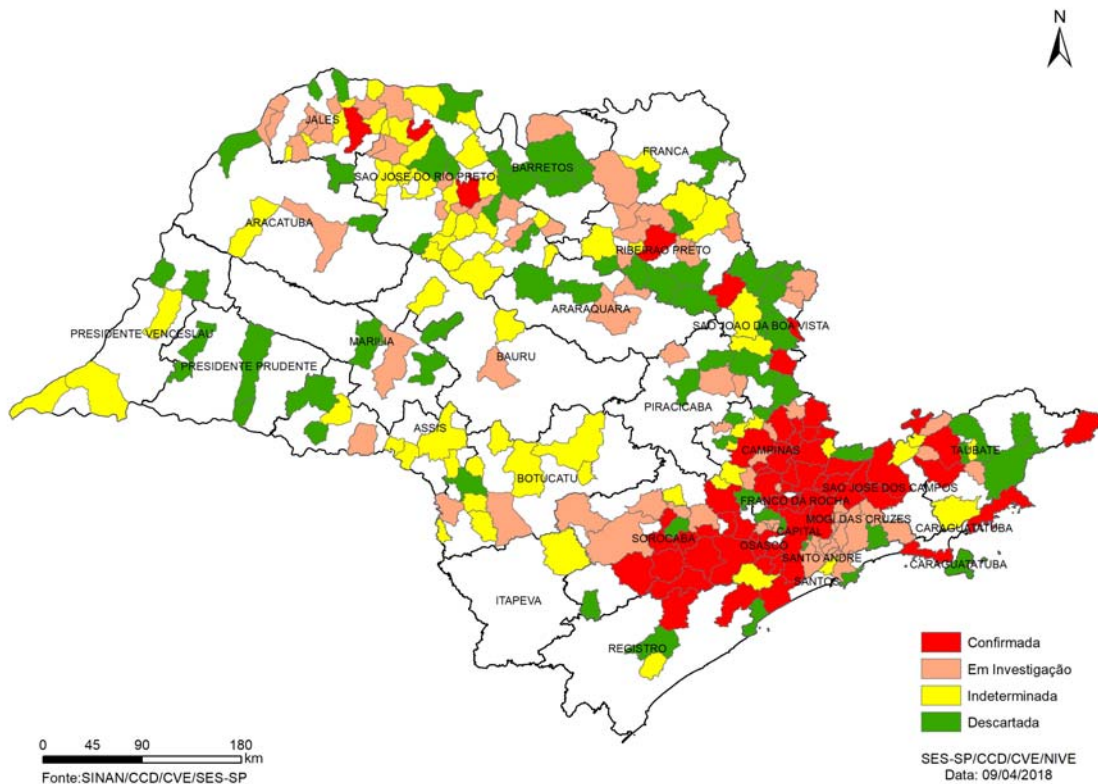 N
JALES
FRANCA
BARRETOS
SAO JOSE DO RIO PRETO
ARACATUBA
RIBEIRAO PRETO
ARARAQUARA
SAO JOAO DA BOA VISTA
PRESIDENTE VENCESLAU
MARILIA
BAURU
PRESIDENTE PRUDENTE
PIRACICABA
ASSIS
CAMPINAS
TAUBATE
BOTUCATU
SAO JOSE DOS CAMPOS
FRANCO DA ROCHA
MOGI DAS CRUZES
CARAGUATATUBA
SOROCABA
CAPITAL
OSASCO
SANTO ANDRE
CARAGUATATUBA
SANTOS
ITAPEVA
REGISTRO
Confirmada
Em Investigação
Indeterminada
Descartada
0 45 90 180
km
Fonte:SINAN/CCD/CVE/SES-SP
SES-SP/CCD/CVE/NIVE
Data: 09/04/2018